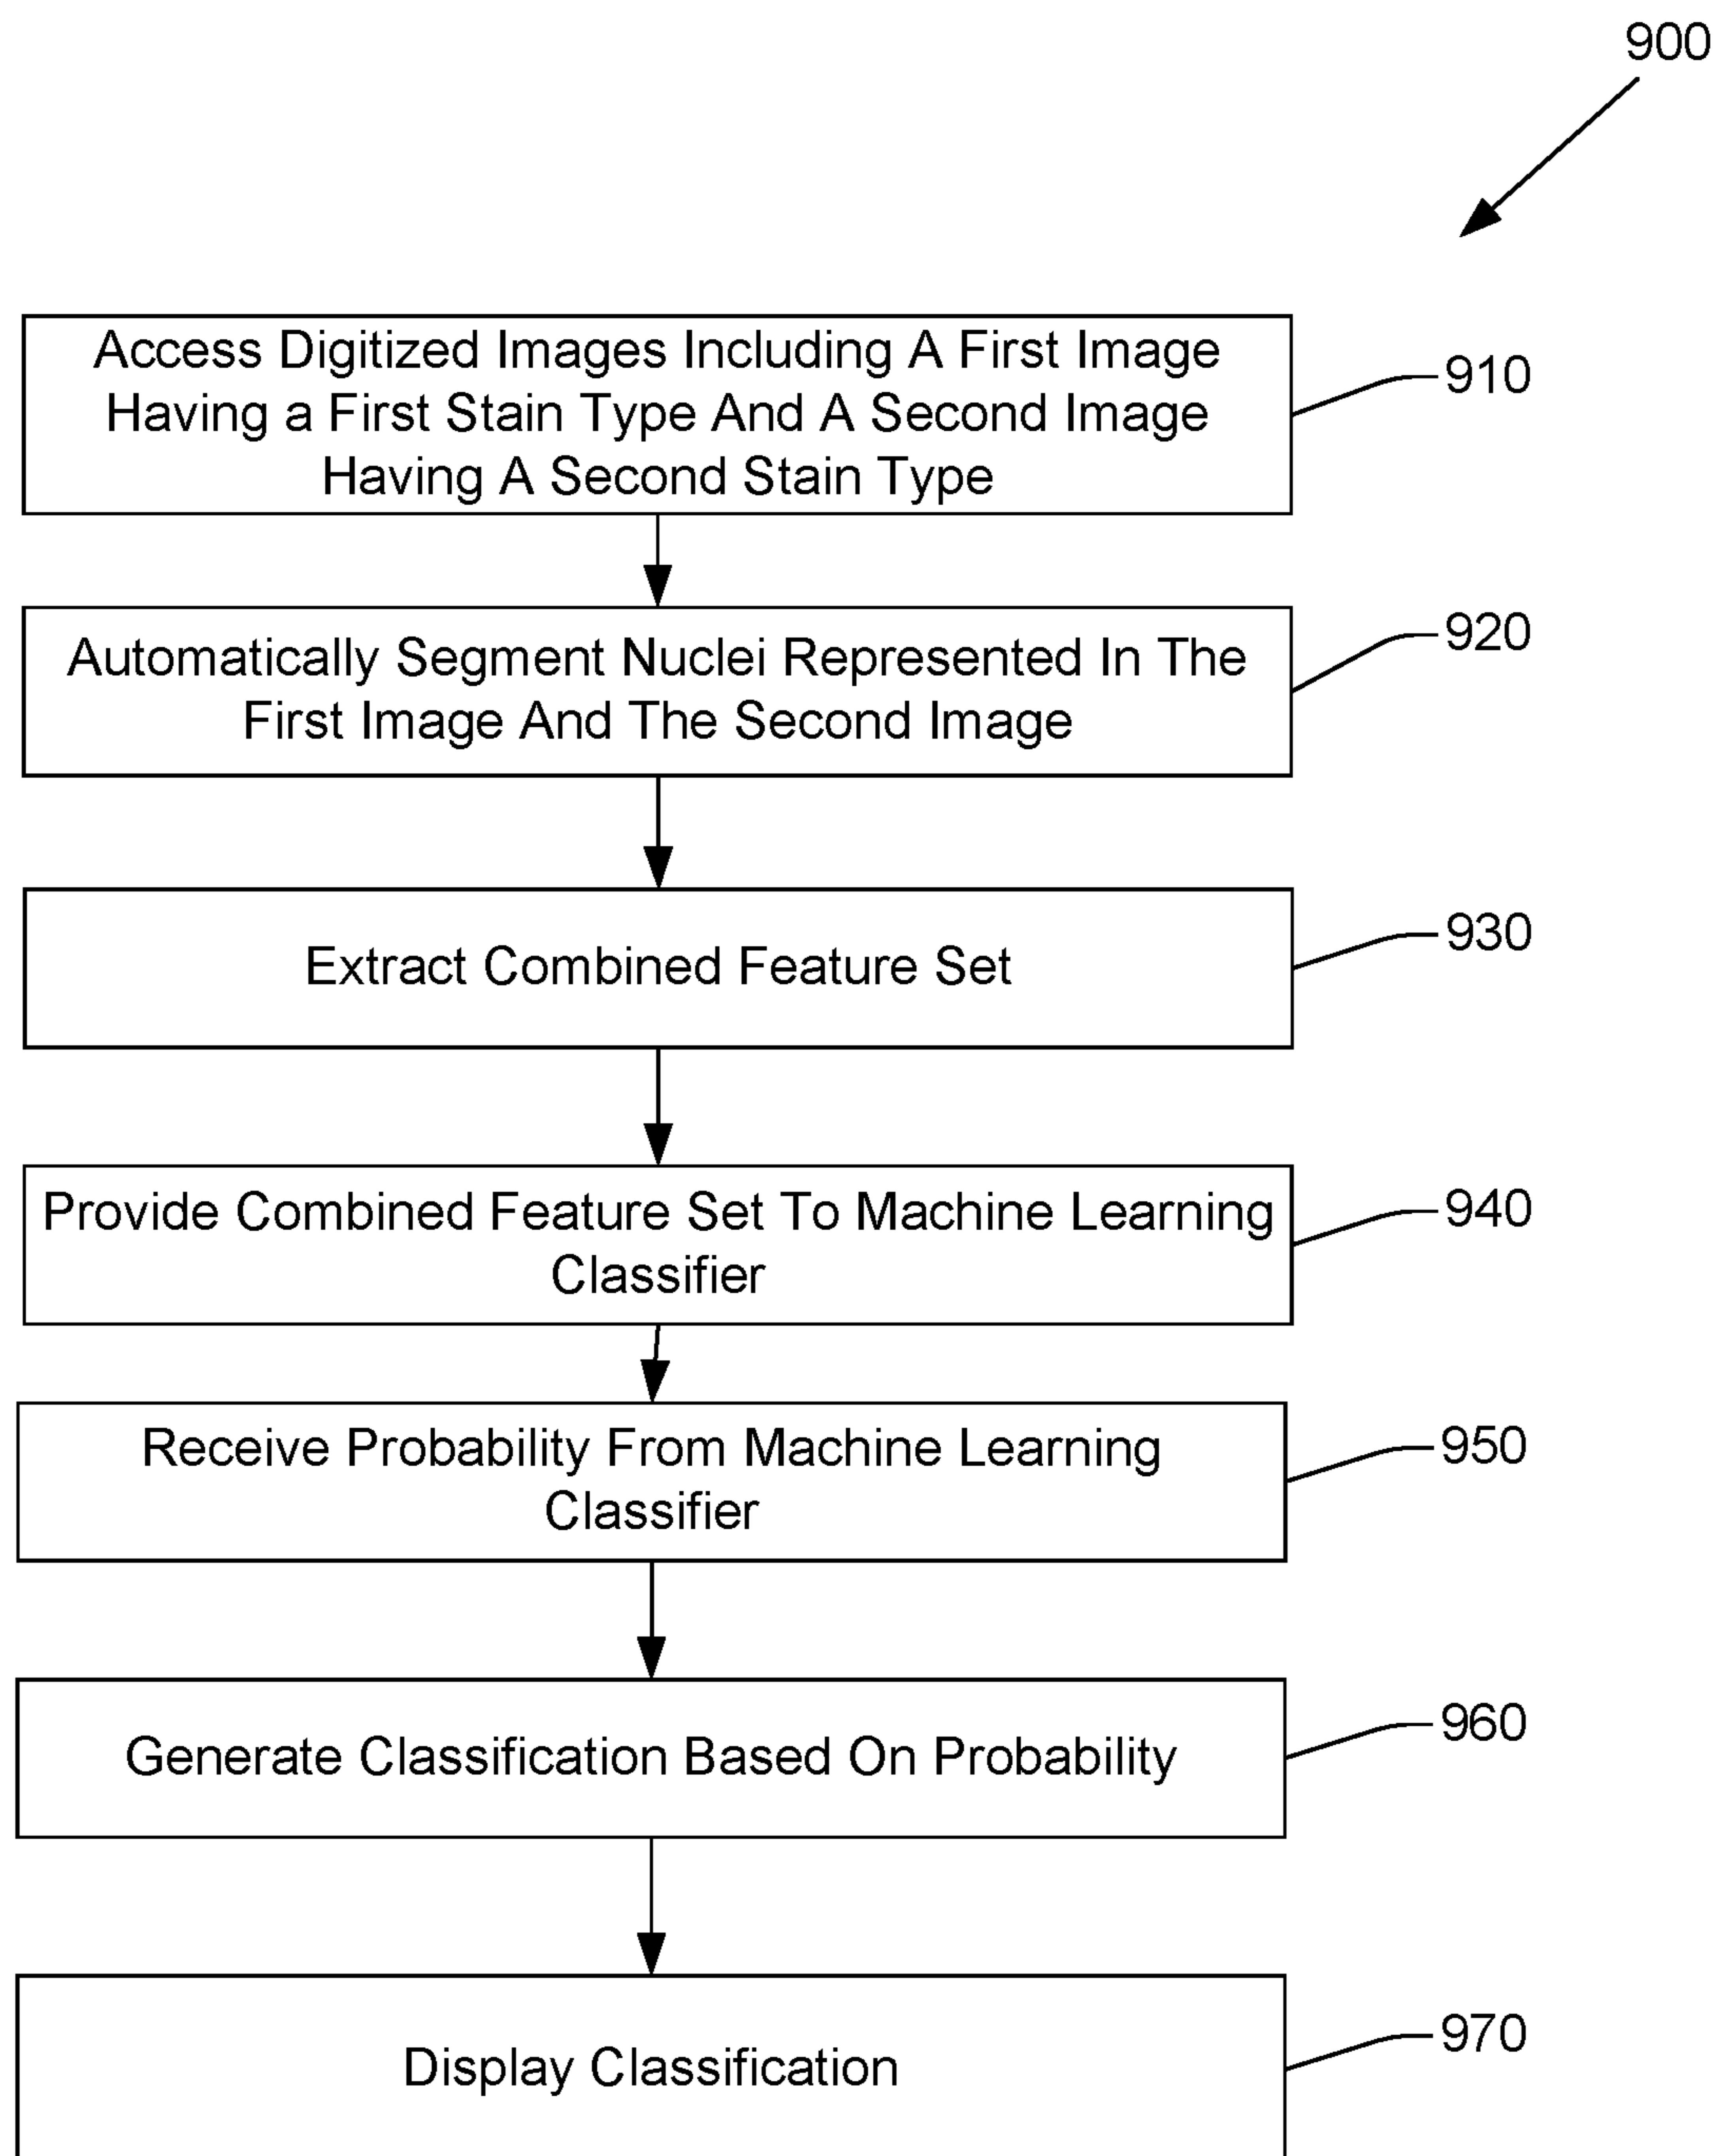 900
Access Digitized Images Including A First Image
Having a First Stain Type And A Second Image
Having A Second Stain Type
910
Automatically Segment Nuclei Represented In The
First Image And The Second Image
920
Extract Combined Feature Set
930
Provide Combined Feature Set To Machine Learning
Classifier
940
Receive Probability From Machine Learning
Classifier
950
Generate Classification Based On Probability
960
Display Classification
970